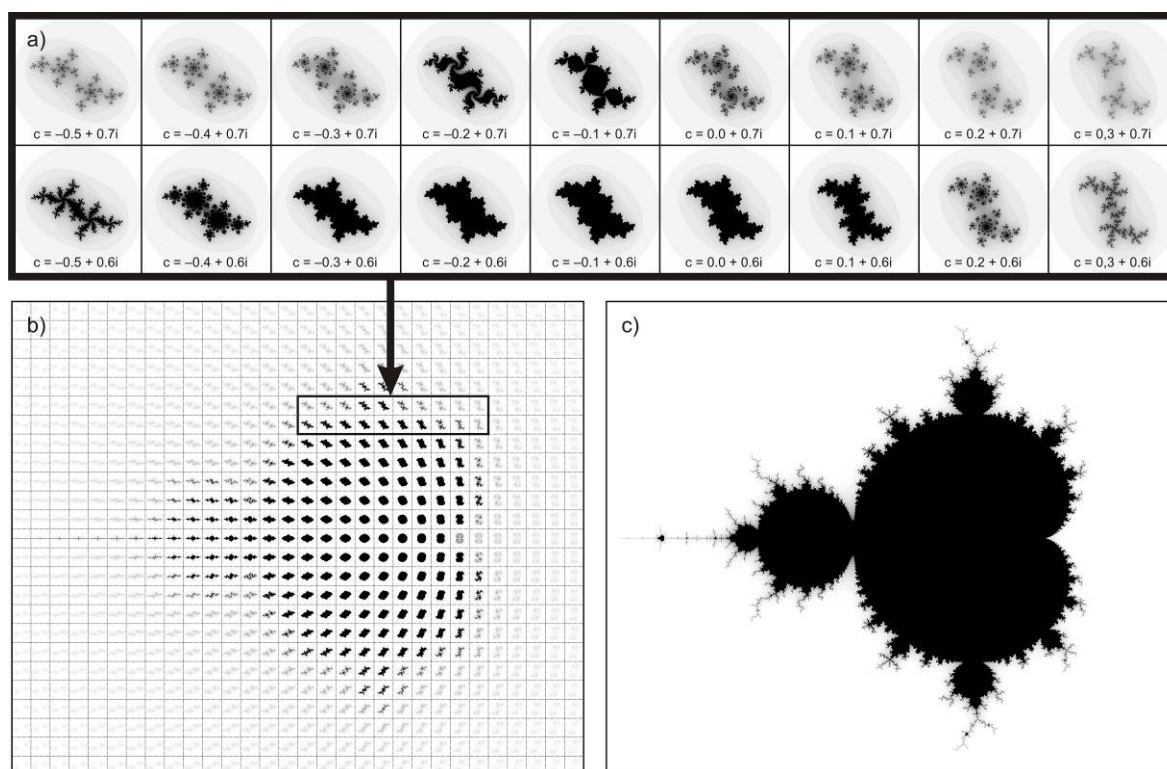 a)
c = –0.5 + 0.7i c = –0.4 + 0.7i c = –0.3 + 0.7i c = –0.2 + 0.7i c = –0.1 + 0.7i c = 0.0 + 0.7i c = 0.1 + 0.7i c = 0.2 + 0.7i c = 0,3 + 0.7i
c = –0.5 + 0.6i c = –0.4 + 0.6i c = –0.3 + 0.6i c = –0.2 + 0.6i c = –0.1 + 0.6i c = 0.0 + 0.6i c = 0.1 + 0.6i c = 0.2 + 0.6i c = 0,3 + 0.6i
b) c)